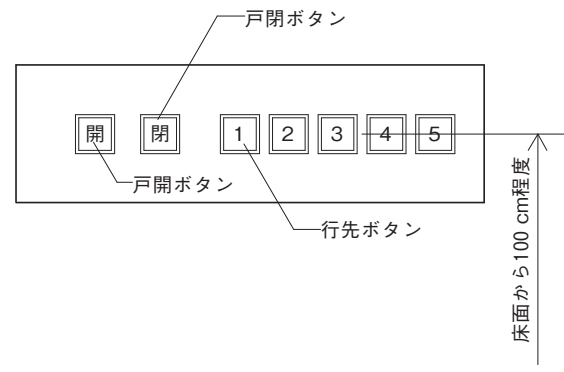 戸閉ボタン
開 閉 1 2 3 4 5
戸開ボタン
行先ボタン
床面から100 cm程度